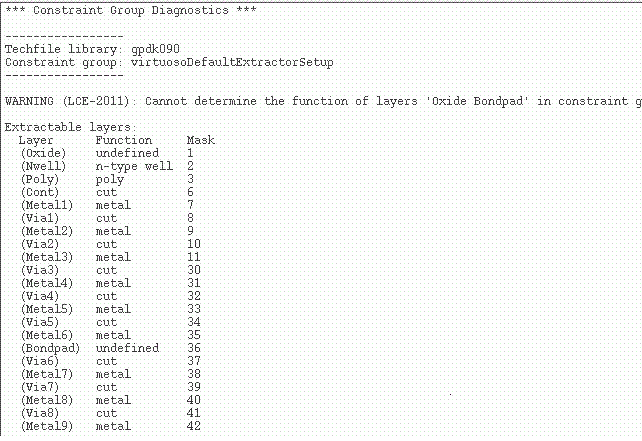 *** Constraint Group Diagnostics ***
-----------------
Techfile library: gpdk090
Constraint group: virtuosoDefaultExtractorSetup
-----------------
WARNING (LCE-2011): Cannot determine the function of layers 'Oxide Bondpad' in constraint g
Extractable layers:
Layer Function Mask
(Oxide) undefined 1
(Nwell) n-type well 2
(Poly) poly 3
(Cont) cut 6
(Metal1) metal 7
(Via1) cut 8
(Metal2) metal 9
(Via2) cut 10
(Metal3) metal 11
(Via3) cut 30
(Metal4) metal 31
(Via4) cut 32
(Metal5) metal 33
(Via5) cut 34
(Metal6) metal 35
(Bondpad) undefined 36
(Via6) cut 37
(Metal7) metal 38
(Via7) cut 39
(Metal8) metal 40
(Via8) cut 41
(Metal9) metal 42